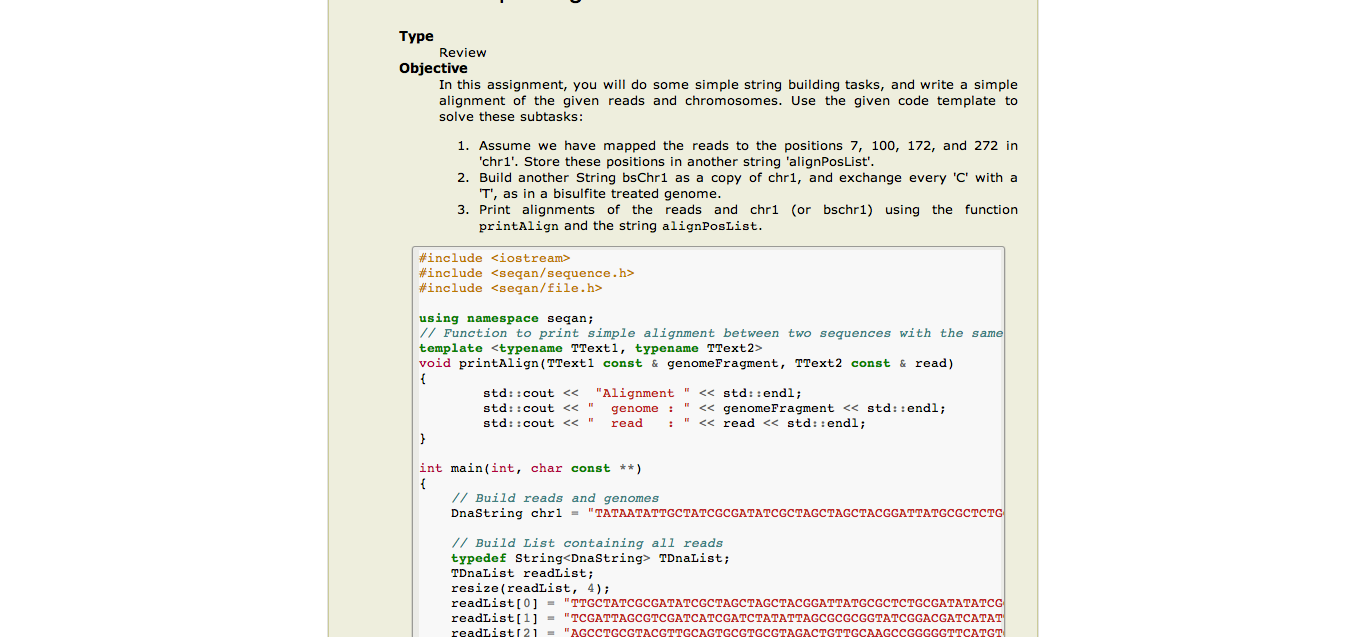 Type
Review
Objective
In this assignment, you will do some simple string building tasks, and write a simple
alignment of the given reads and chromosomes. Use the given code template to
solve these subtasks:
1. Assume we have mapped the reads to the positions 7, 100, 172, and 272 in
'chr1'. Store these positions in another string 'alignPosList'.
2. Build another String bsChr1 as a copy of chr1, and exchange every 'C' with a
'T', as in a bisulfite treated genome.
3. Print alignments of the reads and chr1 (or bschr1) using the function
printAlign and the string alignPosList.
#include <iostream>
#include <seqan/sequence.h>
#include <seqan/file.h>
using namespace seqan;
// Function to print simple alignment between two sequences with the same
template <typename TText1, typename TText2>
void printAlign(TText1 const & genomeFragment, TText2 const & read)
{
std::cout << "Alignment " << std::endl;
std::cout << " genome : " << genomeFragment << std::endl;
std::cout << " read : " << read << std::endl;
}
int main(int, char const **)
{
// Build reads and genomes
DnaString chr1 = "TATAATATTGCTATCGCGATATCGCTAGCTAGCTACGGATTATGCGCTCTG
// Build List containing all reads
typedef String<DnaString> TDnaList;
TDnaList readList;
resize(readList, 4);
readList[0] = "TTGCTATCGCGATATCGCTAGCTAGCTACGGATTATGCGCTCTGCGATATATCG
readList[1] = "TCGATTAGCGTCGATCATCGATCTATATTAGCGCGCGGTATCGGACGATCATAT
readList[2] = "AGCCTGCGTACGTTGCAGTGCGTGCGTAGACTGTTGCAAGCCGGGGGTTCATGT